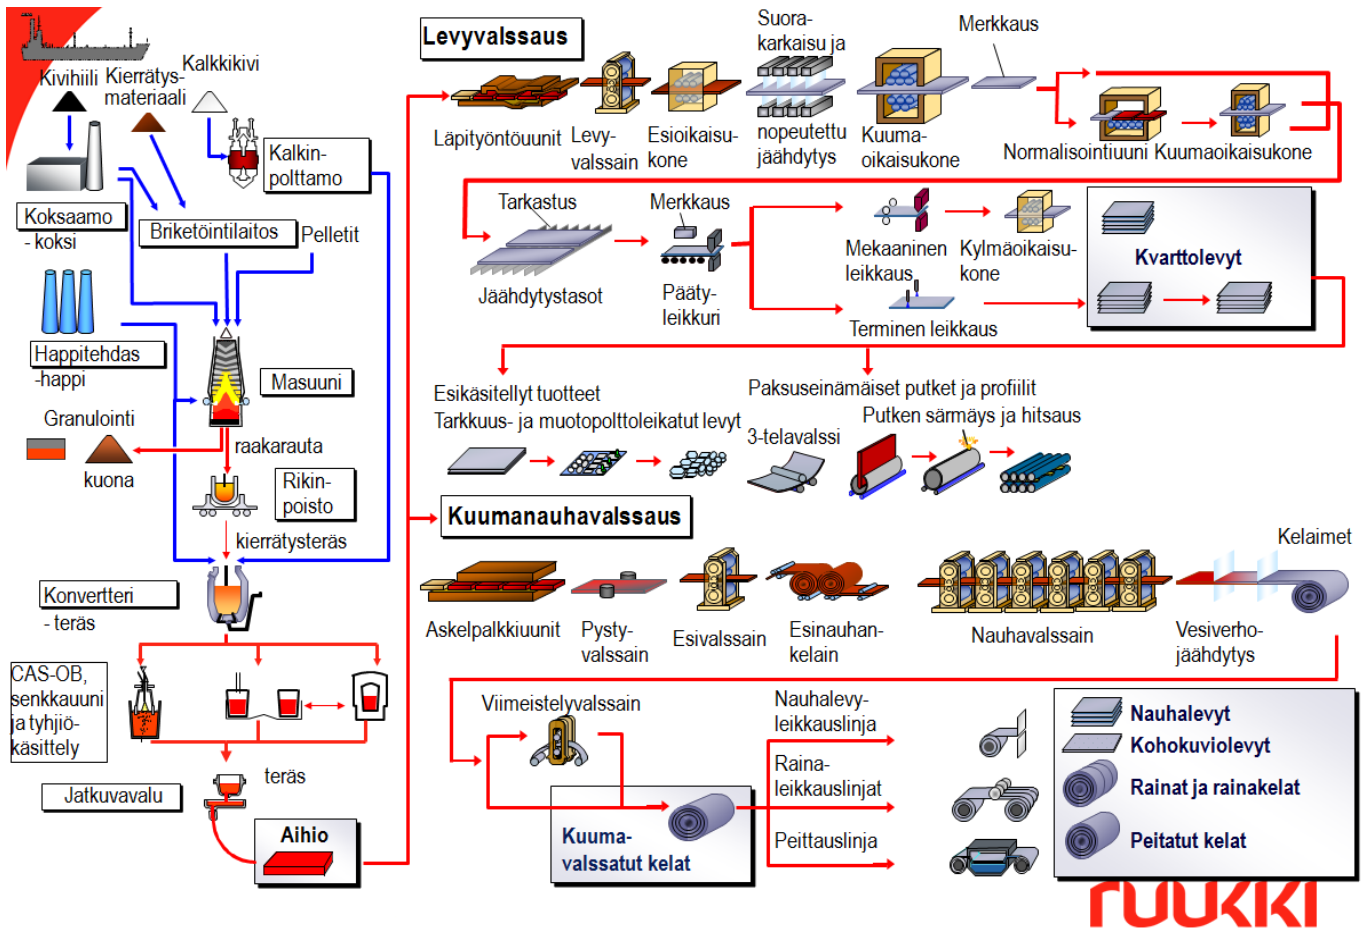 Kivihiili
Kierrätys-
materiaali
Kalkkikivi
Kalkin-
polttamo
Koksaamo
- koksi
Briketöintilaitos
Pelletit
Happitehdas
-happi
Masuuni
Granulointi
raakarauta
kuona
Rikin-
poisto
kierrätysteräs
Konvertteri
- teräs
CAS-OB,
senkkauuni
ja tyhjiö-
käsittely
teräs
Jatkuvavalu
Aihio
Levyvalssaus
Läpityöntöuunit
Levy-
valssain
Esioikaisu-
kone
Suora-
karkaisu ja
nopeutettu
jäähdytys
Kuuma-
oikaisukone
Merkkaus
Normalisointiuuni
Kuumaoikaisukone
Tarkastus
Jäähdytystasot
Merkkaus
Pääty-
leikkuri
Mekaaninen
leikkaus
Kylmäoikaisu-
kone
Terminen leikkaus
Kvarttolevyt
Esikäsitellyt tuotteet
Tarkkuus- ja muotopolttoleikatut levyt
Paksuseinämäiset putket ja profiilit
Putken särmäys ja hitsaus
3-telavalssi
Kuumanauhavalssaus
Askelpalkkiuunit
Pysty-
valssain
Esivalssain
Esinauhan-
kelain
Nauhavalssain
Vesiverho-
jäähdytys
Kelaimet
Viimeistelyvalssain
Kuuma-
valssatut kelat
Nauhalevy-
leikkauslinja
Raina-
leikkauslinjat
Peittauslinja
Nauhalevyt
Kohokuviolevyt
Rainat ja rainakelat
Peitatut kelat
ruukki